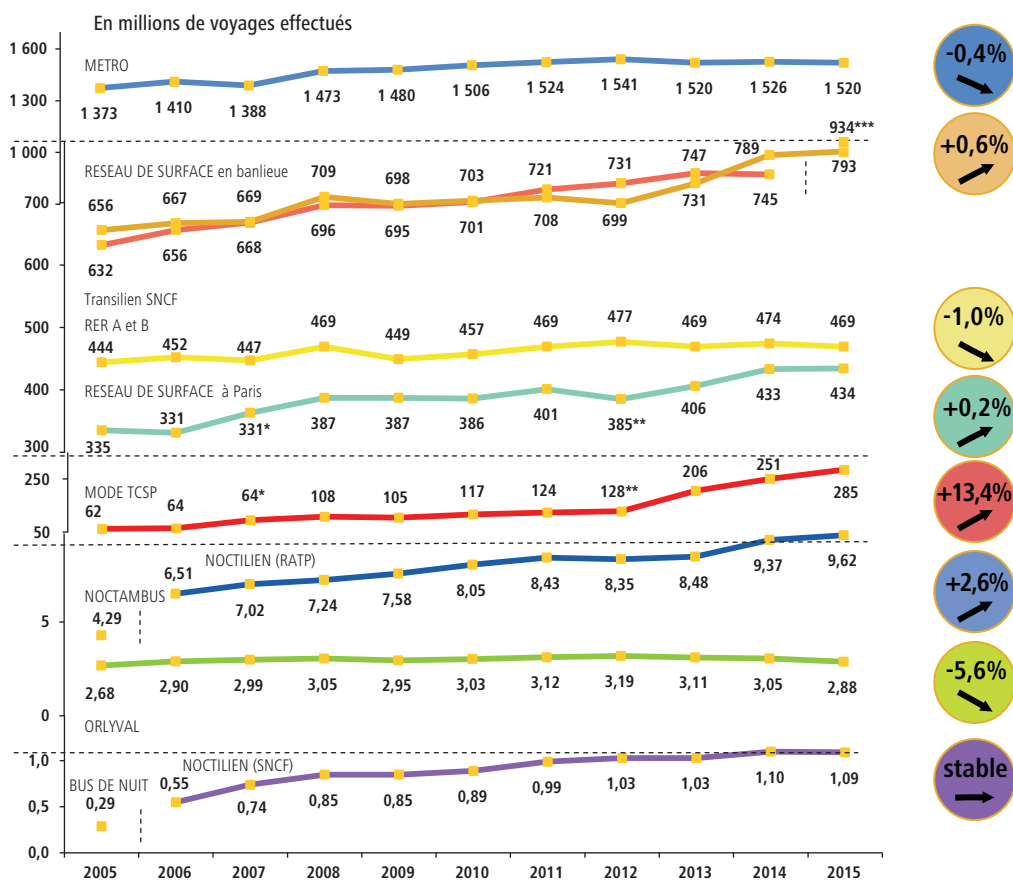 En millions de voyages effectués
1 600
METRO
1 300
1 373 1 410 1 388 1 473 1 480 1 506 1 524 1 541 1 520 1 526 1 520
-0,4%
934***
1 000
RESEAU DE SURFACE en banlieue
656 667 669 709 698 703 721 731 747 789 793
700
632 656 668 696 695 701 708 699 731 745
600
+0,6%
Transilien SNCF
500
RER A et B
444 452 447 469 449 457 469 477 469 474 469
-1,0%
400
RESEAU DE SURFACE à Paris
335 331 331* 387 387 386 401 385** 406 433 434
300
+0,2%
250
MODE TCSP
62 64 64* 108 105 117 124 128** 206 251 285
50
+13,4%
NOCTILIEN (RATP)
6,51 7,02 7,24 7,58 8,05 8,43 8,35 8,48 9,37 9,62
NOCTAMBUS
4,29
5
+2,6%
2,68 2,90 2,99 3,05 2,95 3,03 3,12 3,19 3,11 3,05 2,88
0
ORLYVAL
-5,6%
1,0
NOCTILIEN (SNCF)
BUS DE NUIT
0,29 0,55 0,74 0,85 0,85 0,89 0,99 1,03 1,03 1,10 1,09
0,5
0,0
stable
2005 2006 2007 2008 2009 2010 2011 2012 2013 2014 2015